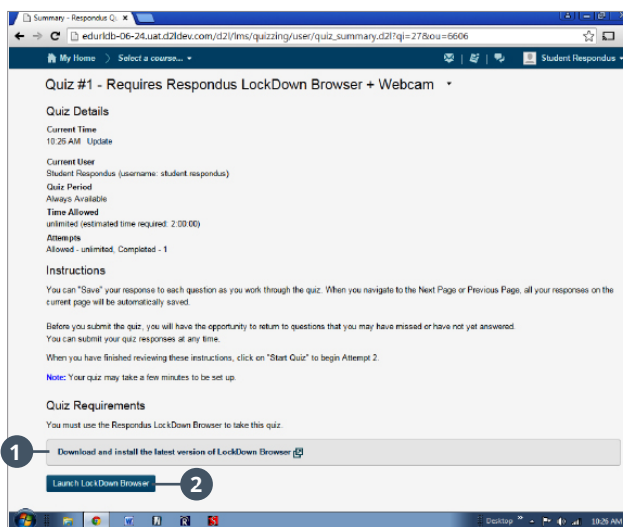 Summary - Respondus Q
edurldb-06-24.uat.d2ldev.com/d2l/lms/quizzing/user/quiz_summary.d2l?qi=27&ou=6606
My Home
Select a course...
Student Respondus
Quiz #1 - Requires Respondus LockDown Browser + Webcam
Quiz Details
Current Time
10:26 AM Update
Current User
Student Respondus (username: student.respondus)
Quiz Period
Always Available
Time Allowed
unlimited (estimated time required: 2:00:00)
Attempts
Allowed - unlimited, Completed - 1
Instructions
You can "Save" your response to each question as you work through the quiz. When you navigate to the Next Page or Previous Page, all your responses on the
current page will be automatically saved.
Before you submit the quiz, you will have the opportunity to return to questions that you may have missed or have not yet answered.
You can submit your quiz responses at any time.
When you have finished reviewing these instructions, click on "Start Quiz" to begin Attempt 2.
Note: Your quiz may take a few minutes to be set up.
Quiz Requirements
You must use the Respondus LockDown Browser to take this quiz.
1
Download and install the latest version of LockDown Browser
Launch LockDown Browser
2
Desktop
10:26 AM